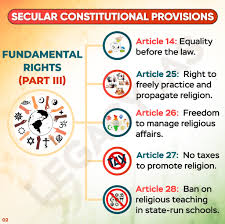 SECULAR CONSTITUTIONAL PROVISIONS
FUNDAMENTAL
RIGHTS
(PART III)
Article 14: Equality
before the law.
Article 25: Right to
freely practice and
propagate religion.
Article 26: Freedom
to manage religious
affairs.
Article 27: No taxes
to promote religion.
Article 28: Ban on
religious teaching
in state-run schools.
02